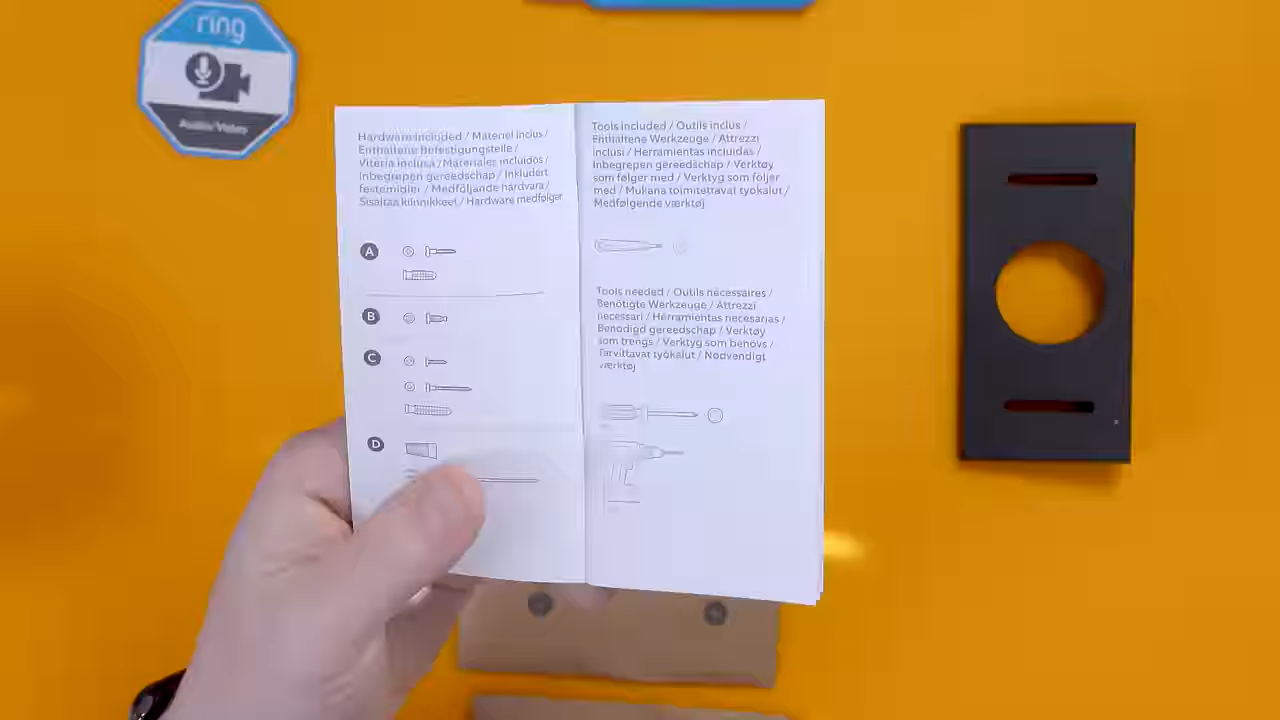 ring
Audio/Video
Hardware included / Matériel inclus /
Enthaltene Befestigungsteile /
Viteria inclusa / Materiales incluidos /
Inbegrepen gereedschap / Inkludert
festemidler / Medföljande hårdvara /
Sisältää kiinnikkeet / Hardware medfølger
A
B
C
D
Tools included / Outils inclus /
Enthaltene Werkzeuge / Attrezzi
inclusi / Herramientas incluidas /
Inbegrepen gereedschap / Verktøy
som følger med / Verktyg som följer
med / Mukana toimitettavat työkalut /
Medfølgende værktøj
Tools needed / Outils nécessaires /
Benötigte Werkzeuge / Attrezzi
necessari / Herramientas necesarias /
Benodigd gereedschap / Verktøy
som trengs / Verktyg som behövs /
Tarvittavat työkalut / Nødvendigt
værktøj